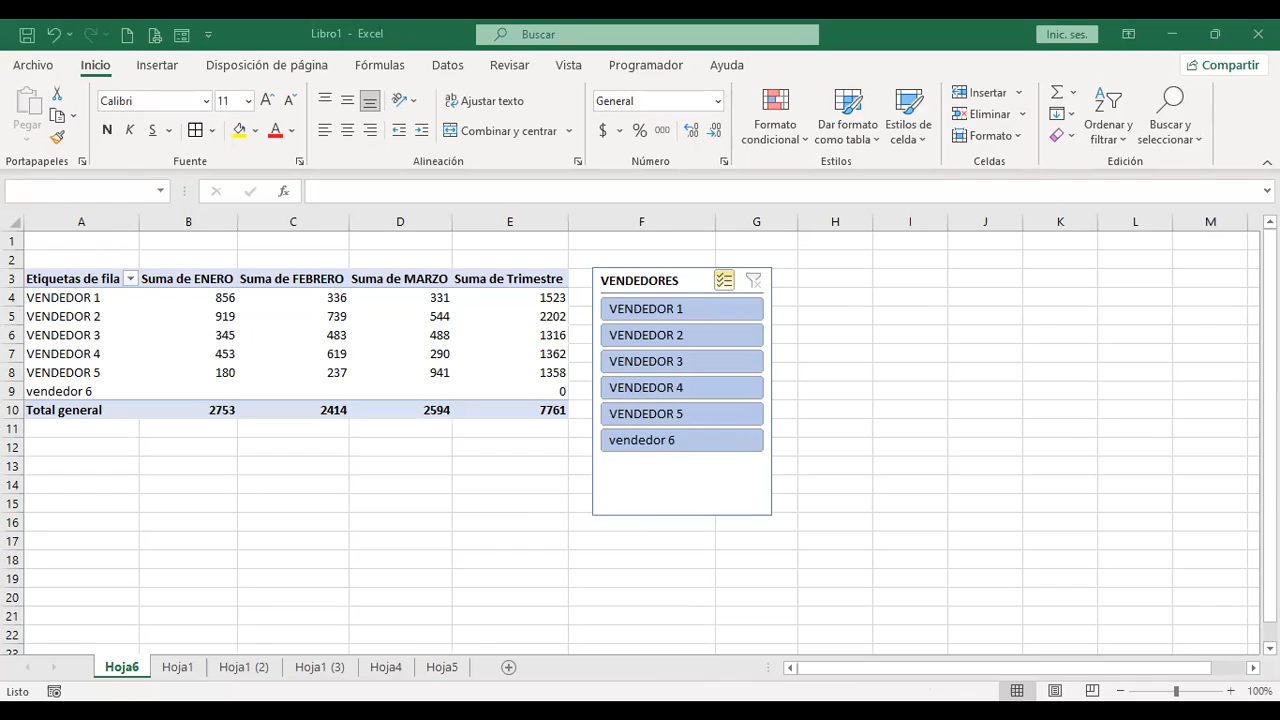 Libro1 - Excel
Buscar
Inic. ses.
Archivo Inicio Insertar Disposición de página Fórmulas Datos Revisar Vista Programador Ayuda Compartir
Pegar
Calibri 11
N K S
Ajustar texto
Combinar y centrar
General
$ % 000
Formato condicional
Dar formato como tabla
Estilos de celda
Insertar
Eliminar
Formato
Ordenar y filtrar
Buscar y seleccionar
Portapapeles Fuente Alineación Número Estilos Celdas Edición
fx
A B C D E F G H I J K L M
1
2
3 Etiquetas de fila Suma de ENERO Suma de FEBRERO Suma de MARZO Suma de Trimestre
4 VENDEDOR 1 856 336 331 1523
5 VENDEDOR 2 919 739 544 2202
6 VENDEDOR 3 345 483 488 1316
7 VENDEDOR 4 453 619 290 1362
8 VENDEDOR 5 180 237 941 1358
9 vendedor 6 0
10 Total general 2753 2414 2594 7761
11
12
13
14
15
16
17
18
19
20
21
22
23
VENDEDORES
VENDEDOR 1
VENDEDOR 2
VENDEDOR 3
VENDEDOR 4
VENDEDOR 5
vendedor 6
Hoja6 Hoja1 Hoja1 (2) Hoja1 (3) Hoja4 Hoja5
Listo
100%